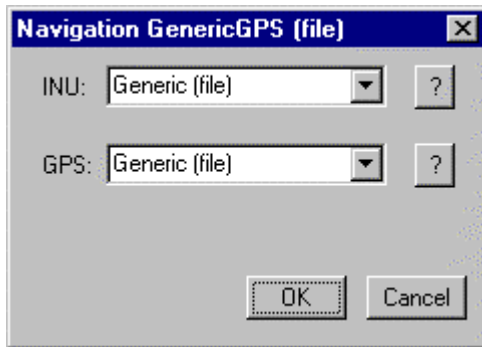 Navigation GenericGPS (file)
INU: Generic (file) ?
GPS: Generic (file) ?
OK Cancel